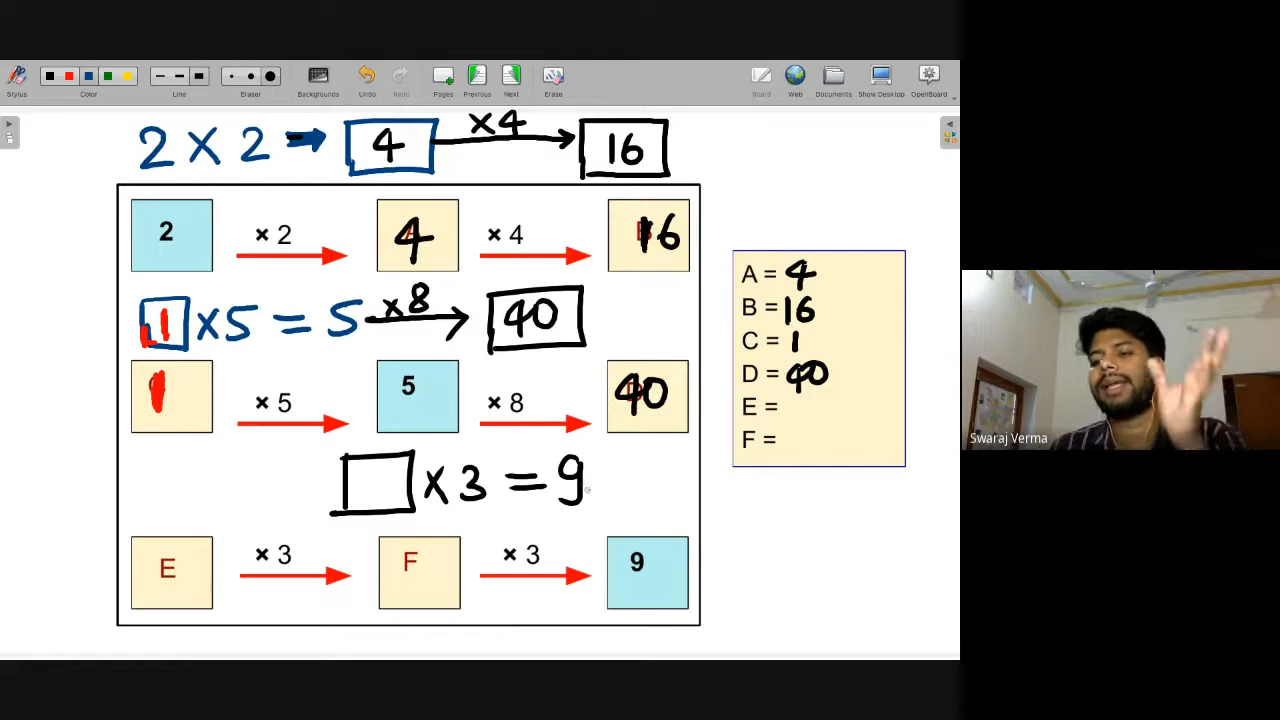 Stylus Color Line Eraser Backgrounds Undo Redo Pages Previous Next Erase Board Web Documents Show Desktop OpenBoard
2 × 2 → 4 ×4 16
2 × 2 4 × 4 16
1 × 5 = 5 ×8 40
1 × 5 5 × 8 40
□ × 3 = 9
E × 3 F × 3 9
A = 4
B = 16
C = 1
D = 40
E =
F =
Swaraj Verma